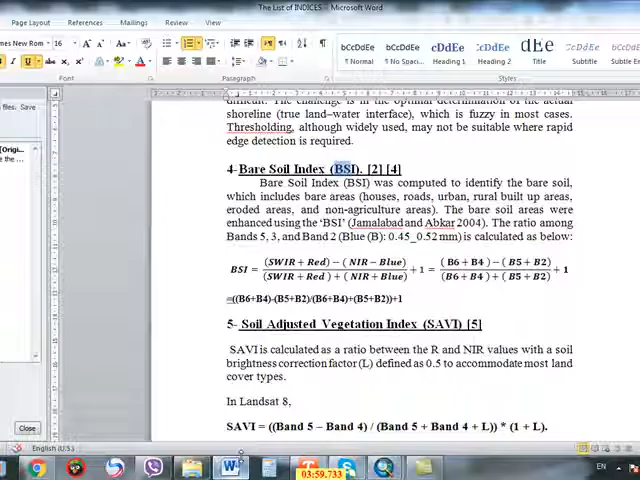 The List of INDICES - Microsoft Word
Page Layout References Mailings Review View
mes New Rom 16
Font Paragraph Styles
¶ Normal ¶ No Spaci... Heading 1 Heading 2 Title Subtitle
files. Save
[Origi...
the ...
Close
shoreline (true land–water interface), which is fuzzy in most cases.
Thresholding, although widely used, may not be suitable where rapid
edge detection is required.
4- Bare Soil Index (BSI). [2] [4]
Bare Soil Index (BSI) was computed to identify the bare soil,
which includes bare areas (houses, roads, urban, rural built up areas,
eroded areas, and non-agriculture areas). The bare soil areas were
enhanced using the 'BSI' (Jamalabad and Abkar 2004). The ratio among
Bands 5, 3, and Band 2 (Blue (B): 0.45_0.52 mm) is calculated as below:
BSI = (SWIR + Red) − ( NIR − Blue) / (SWIR + Red) + ( NIR + Blue) + 1 = ( B6 + B4) − ( B5 + B2) / (B6 + B4) + ( B5 + B2) + 1
=((B6+B4)-(B5+B2)/(B6+B4)+(B5+B2))+1
5- Soil Adjusted Vegetation Index (SAVI) [5]
SAVI is calculated as a ratio between the R and NIR values with a soil
brightness correction factor (L) defined as 0.5 to accommodate most land
cover types.
In Landsat 8,
SAVI = ((Band 5 – Band 4) / (Band 5 + Band 4 + L)) * (1 + L).
English (U.S.)
03:59.733
EN